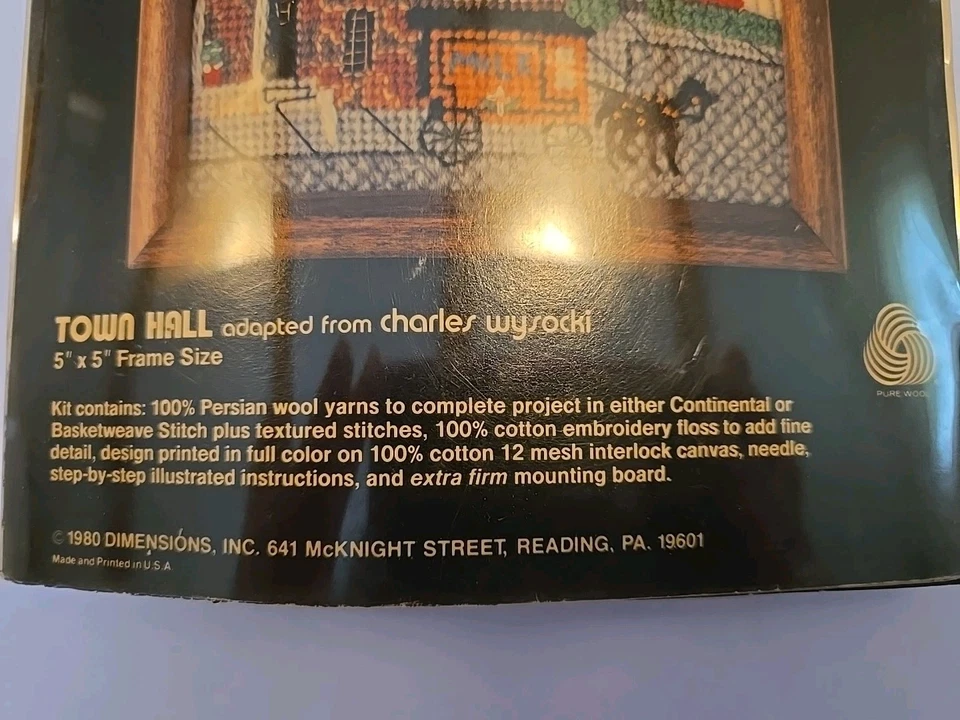 TOWN HALL adapted from charles wysocki
5" x 5" Frame Size
PURE WOOL
Kit contains: 100% Persian wool yarns to complete project in either Continental or
Basketweave Stitch plus textured stitches, 100% cotton embroidery floss to add fine
detail, design printed in full color on 100% cotton 12 mesh interlock canvas, needle,
step-by-step illustrated instructions, and extra firm mounting board.
© 1980 DIMENSIONS, INC. 641 McKNIGHT STREET, READING, PA. 19601
Made and Printed in U.S.A